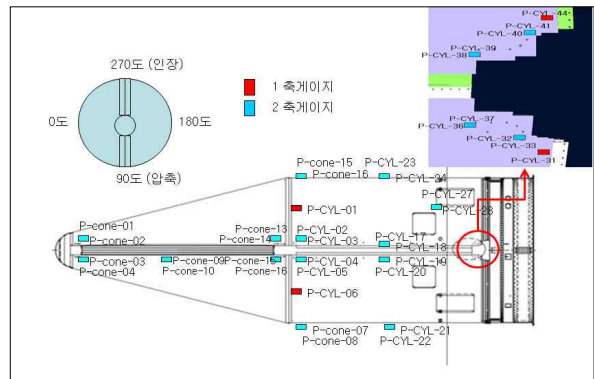 270도 (인장)
0도
180도
90도 (압축)
1 축게이지
2 축게이지
P-CYL-44
P-CYL-41
P-CYL-40
P-CYL-39
P-CYL-38
P-CYL-37
P-CYL-36
P-CYL-32
P-CYL-33
P-CYL-31
P-cone-15
P-CYL-23
P-cone-16
P-CYL-24
P-CYL-27
P-CYL-28
P-CYL-01
P-cone-01
P-cone-13
P-CYL-02
P-cone-02
P-cone-14
P-CYL-03
P-CYL-17
P-CYL-18
P-cone-03
P-cone-09
P-cone-15
P-CYL-04
P-CYL-19
P-cone-04
P-cone-10
P-cone-16
P-CYL-05
P-CYL-20
P-CYL-06
P-cone-07
P-CYL-21
P-cone-08
P-CYL-22